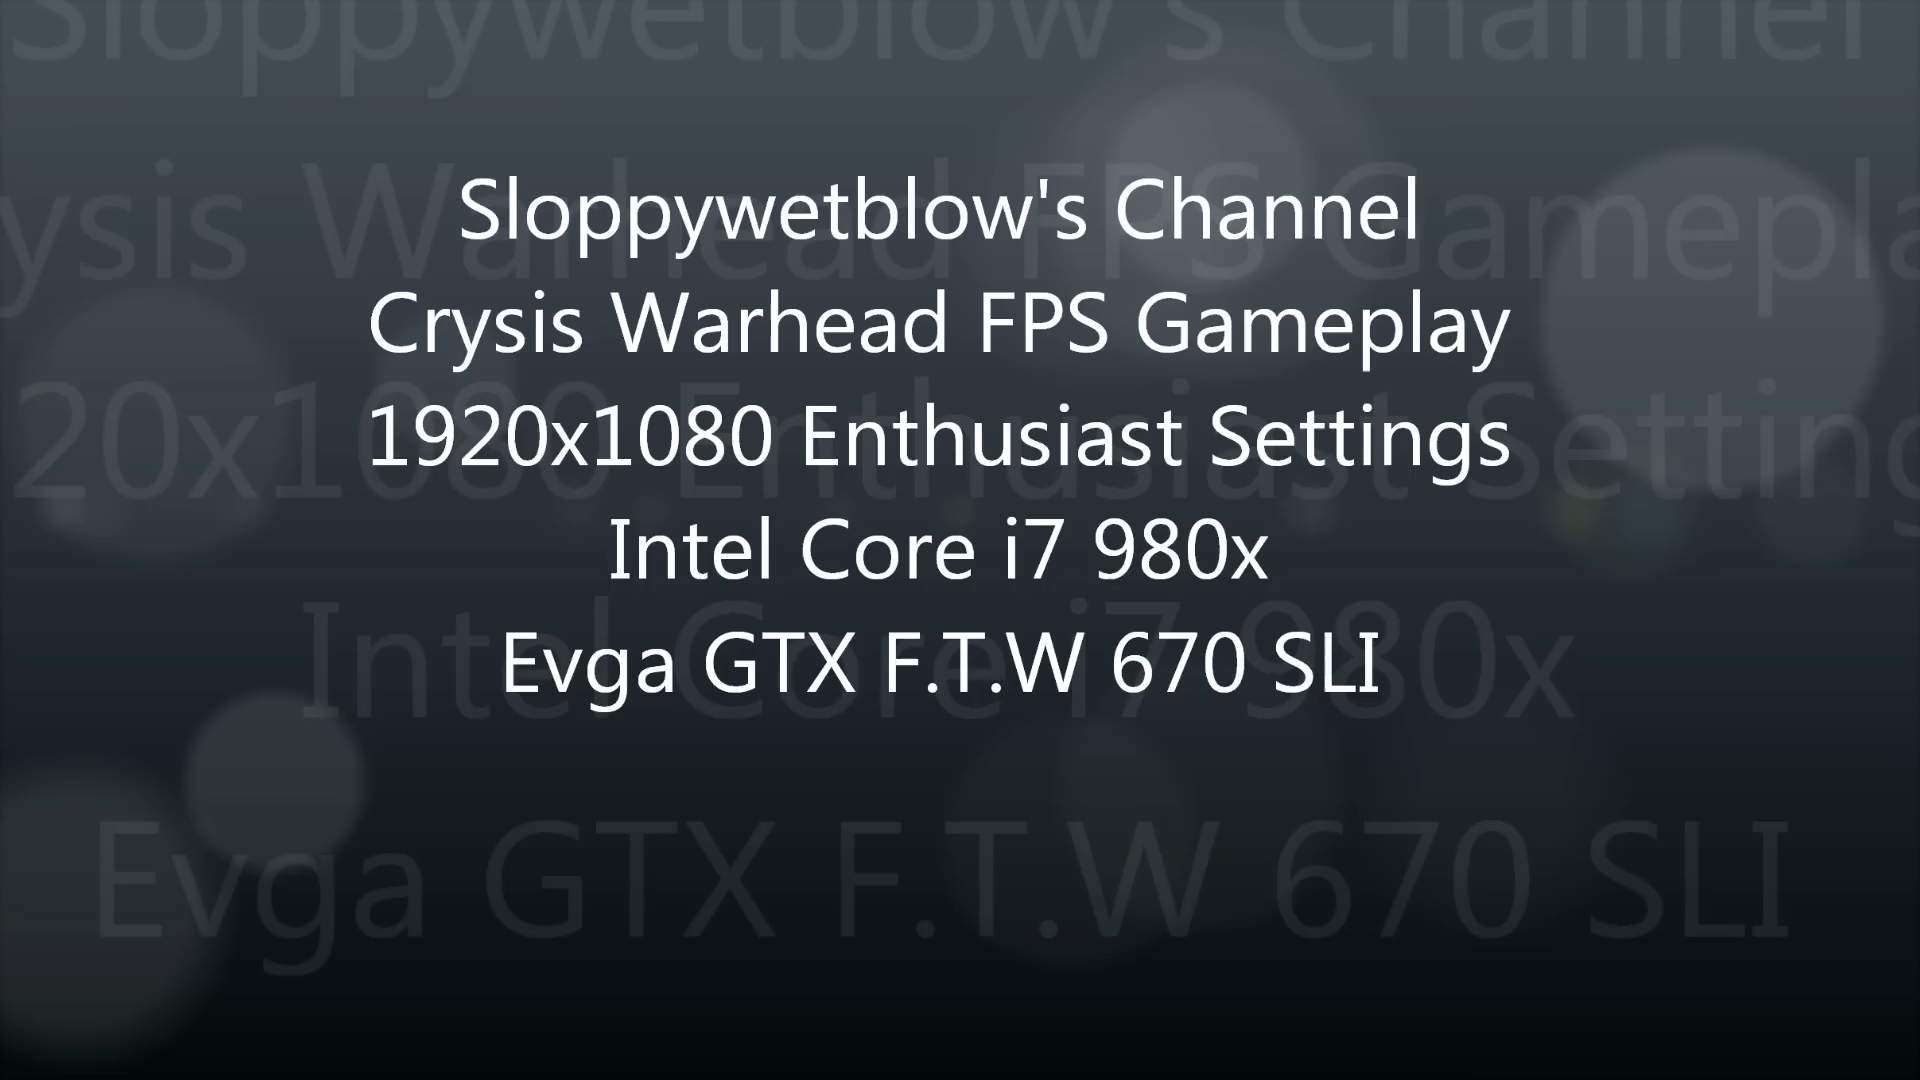 Sloppywetblow's Channel
Crysis Warhead FPS Gameplay
1920x1080 Enthusiast Settings
Intel Core i7 980x
Evga GTX F.T.W 670 SLI